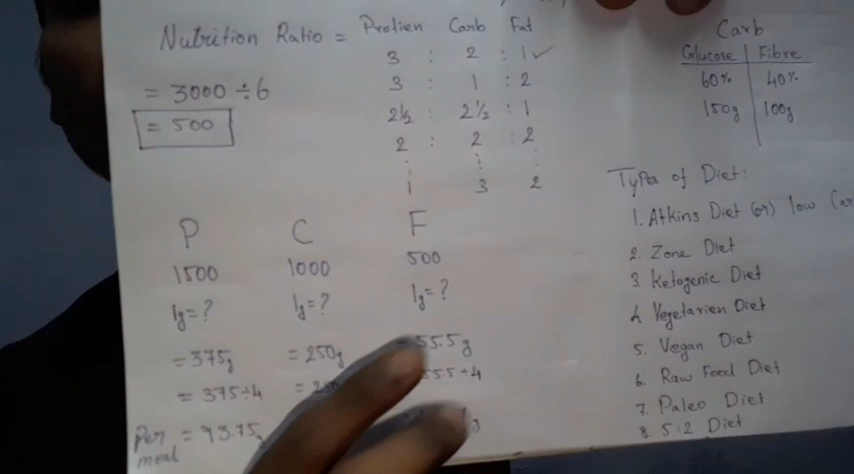 Nutrition Ratio = Protien Carb Fat
3 : 2 : 1 ✓
3 : 1 : 2
2½ : 2½ : 1
2 : 2 : 2
1 3 2
= 3000 ÷ 6
= 500
P C F
1500 1000 500
1g=? 1g=? 1g=?
= 375g = 250g = 55.5g
= 375÷4 =
Per meal = 93.75g
Carb
Glucose Fibre
60% 40%
150g 100g
Types of Diet:
1. Atkins Diet (or) low
2. Zone Diet
3 Ketogenic Diet
4 Vegetarien Diet
5. Vegan Diet
6. Raw Food Diet
7. Paleo Diet
8. 5:2 Diet